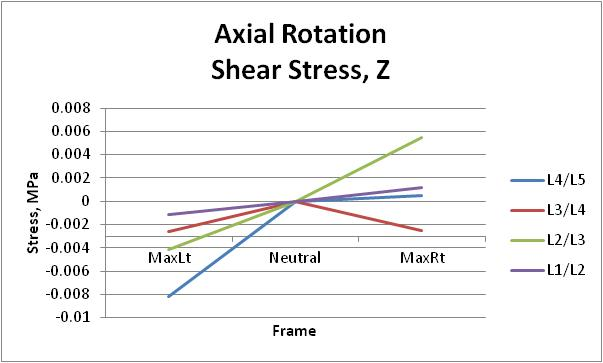 Axial Rotation
Shear Stress, Z
0.008
0.006
0.004
0.002
0
-0.002
-0.004
-0.006
-0.008
-0.01
Stress, MPa
MaxLt Neutral MaxRt
Frame
L4/L5
L3/L4
L2/L3
L1/L2